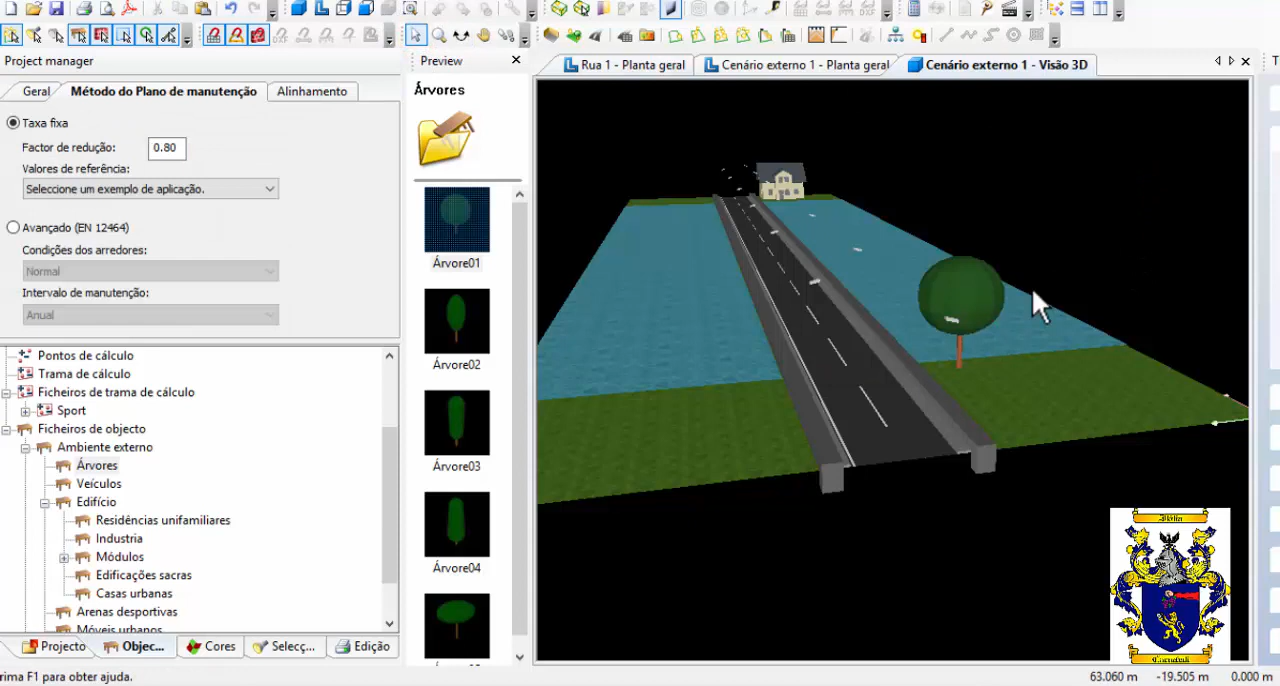 Project manager
Geral
Método do Plano de manutenção
Alinhamento
Taxa fixa
Factor de redução:
0.80
Valores de referência:
Seleccione um exemplo de aplicação.
Avançado (EN 12464)
Condições dos arredores:
Normal
Intervalo de manutenção:
Anual
Pontos de cálculo
Trama de cálculo
Ficheiros de trama de cálculo
Sport
Ficheiros de objecto
Ambiente externo
Árvores
Veículos
Edifício
Residências unifamiliares
Industria
Módulos
Edificações sacras
Casas urbanas
Arenas desportivas
Móveis urbanos
Projecto
Objec...
Cores
Selecç...
Edição
Preview
Árvores
Árvore01
Árvore02
Árvore03
Árvore04
Rua 1 - Planta geral
Cenário externo 1 - Planta geral
Cenário externo 1 - Visão 3D
rima F1 para obter ajuda.
63.060 m
-19.505 m
0.000 m